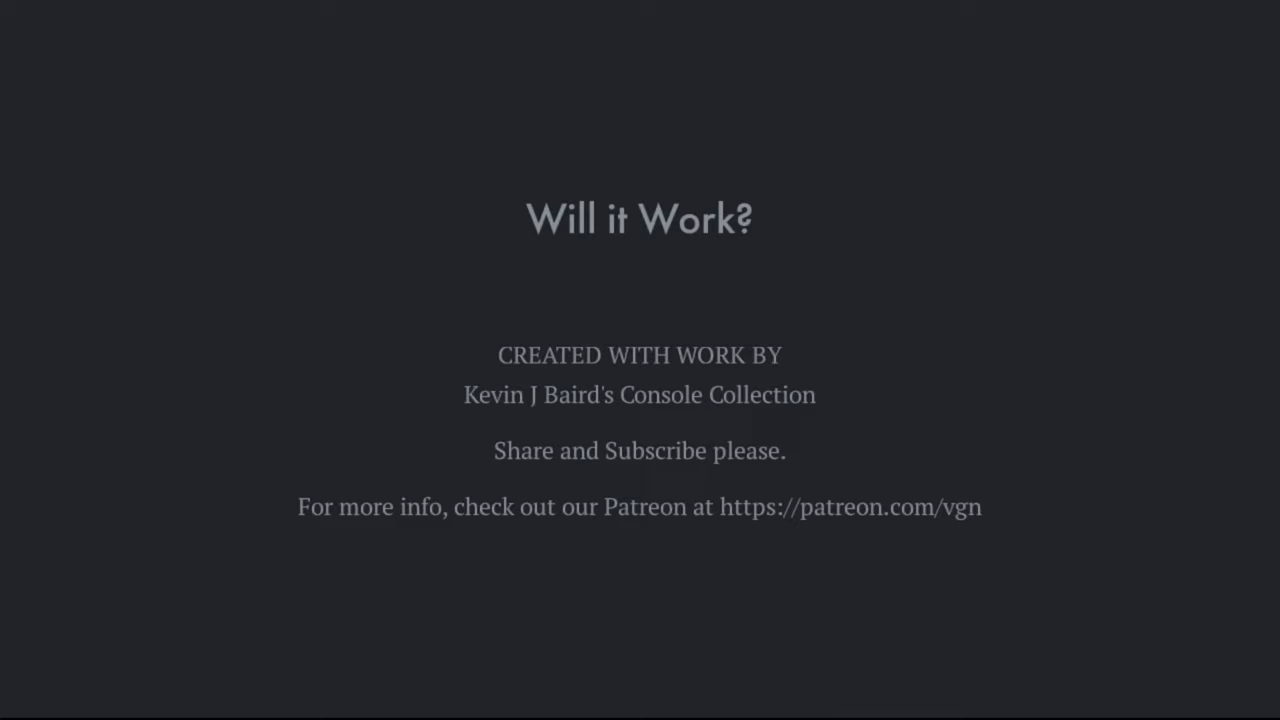 Will it Work?
CREATED WITH WORK BY
Kevin J Baird's Console Collection
Share and Subscribe please.
For more info, check out our Patreon at https://patreon.com/vgn